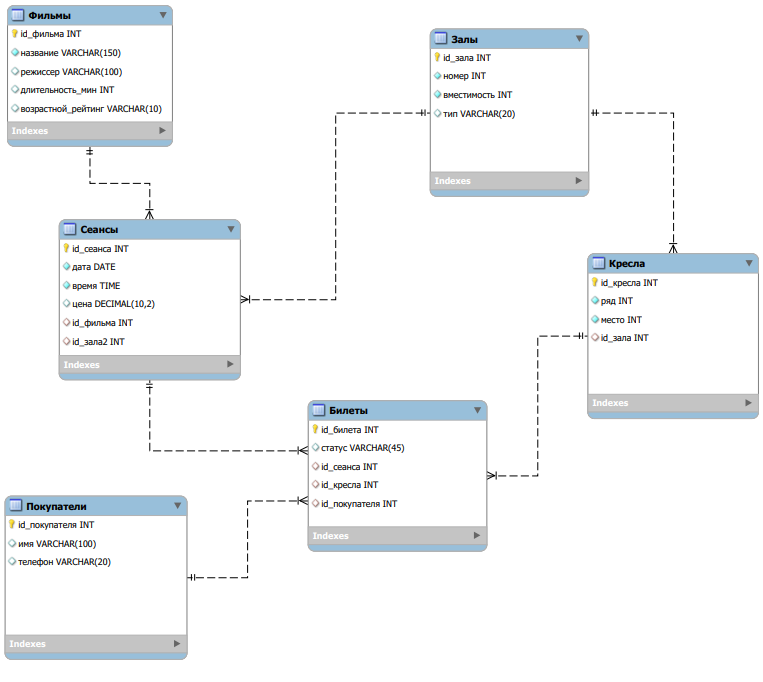 Фильмы
id_фильма INT
название VARCHAR(150)
режиссер VARCHAR(100)
длительность_мин INT
возрастной_рейтинг VARCHAR(10)
Indexes
Залы
id_зала INT
номер INT
вместимость INT
тип VARCHAR(20)
Indexes
Сеансы
id_сеанса INT
дата DATE
время TIME
цена DECIMAL(10,2)
id_фильма INT
id_зала2 INT
Indexes
Кресла
id_кресла INT
ряд INT
место INT
id_зала INT
Indexes
Билеты
id_билета INT
статус VARCHAR(45)
id_сеанса INT
id_кресла INT
id_покупателя INT
Indexes
Покупатели
id_покупателя INT
имя VARCHAR(100)
телефон VARCHAR(20)
Indexes